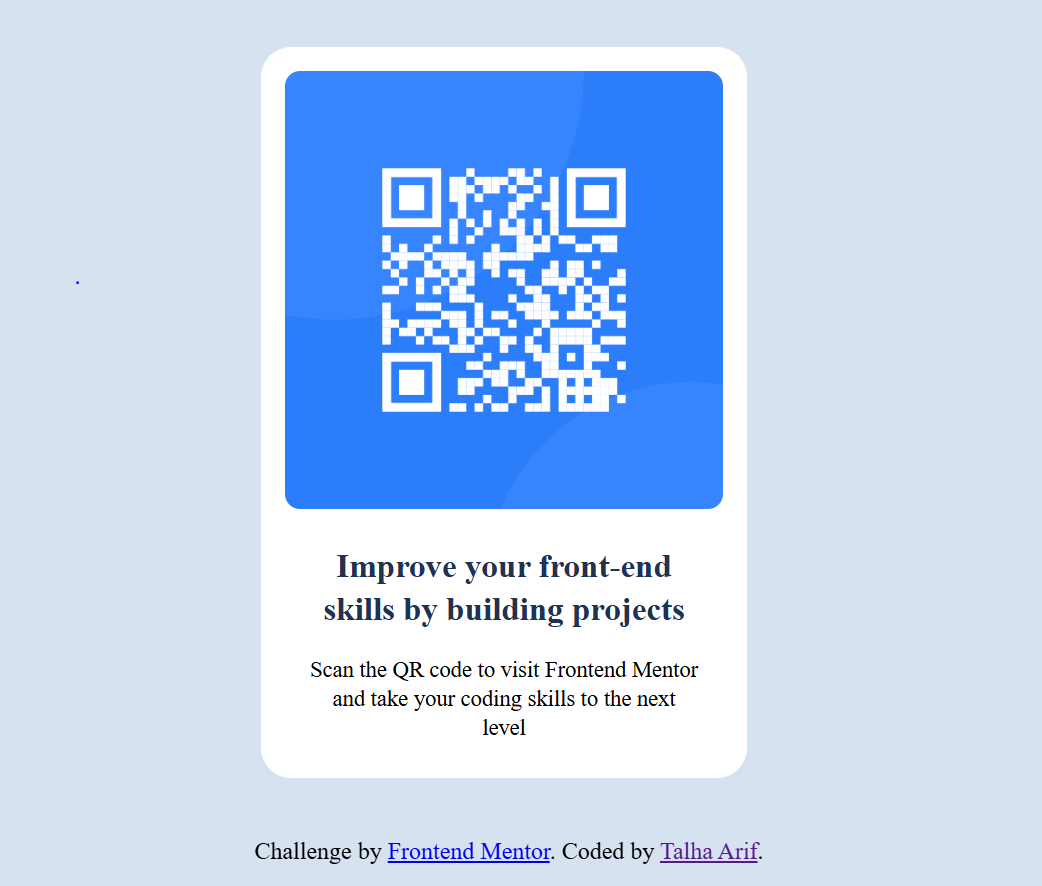 Improve your front-end
skills by building projects
Scan the QR code to visit Frontend Mentor
and take your coding skills to the next
level
Challenge by Frontend Mentor. Coded by Talha Arif.